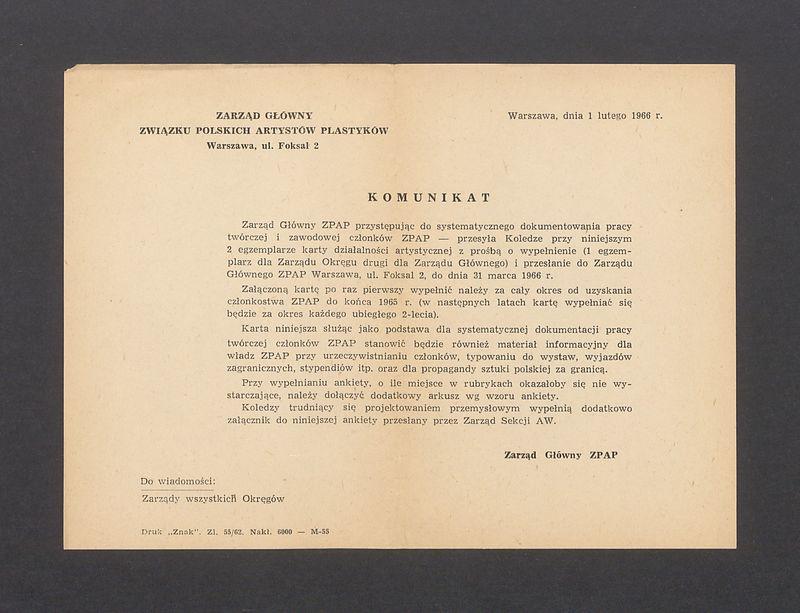 ZARZĄD GŁÓWNY
ZWIĄZKU POLSKICH ARTYSTÓW PLASTYKÓW
Warszawa, ul. Foksal 2
Warszawa, dnia 1 lutego 1966 r.
KOMUNIKAT
Zarząd Główny ZPAP przystępując do systematycznego dokumentowania pracy
twórczej i zawodowej członków ZPAP — przesyła Koledze przy niniejszym
2 egzemplarze karty działalności artystycznej z prośbą o wypełnienie (1 egzem-
plarz dla Zarządu Okręgu drugi dla Zarządu Głównego) i przesłanie do Zarządu
Głównego ZPAP Warszawa, ul. Foksal 2, do dnia 31 marca 1966 r.
Załączoną kartę po raz pierwszy wypełnić należy za cały okres od uzyskania
członkostwa ZPAP do końca 1965 r. (w następnych latach kartę wypełniać się
będzie za okres każdego ubiegłego 2-lecia).
Karta niniejsza służąc jako podstawa dla systematycznej dokumentacji pracy
twórczej członków ZPAP stanowić będzie również materiał informacyjny dla
władz ZPAP przy urzeczywistnianiu członków, typowaniu do wystaw, wyjazdów
zagranicznych, stypendiów itp. oraz dla propagandy sztuki polskiej za granicą.
Przy wypełnianiu ankiety, o ile miejsce w rubrykach okazałoby się nie wy-
starczające, należy dołączyć dodatkowy arkusz wg wzoru ankiety.
Koledzy trudniący się projektowaniem przemysłowym wypełnią dodatkowo
załącznik do niniejszej ankiety przesłany przez Zarząd Sekcji AW.
Zarząd Główny ZPAP
Do wiadomości:
Zarządy wszystkich Okręgów
Druk „Znak". Zl. 55/62. Nakł. 6000 — M-55